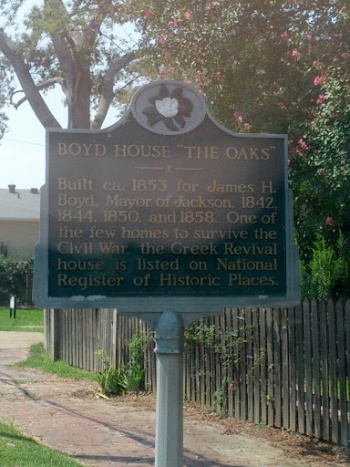 BOYD HOUSE "THE OAKS"
Built ca. 1853 for James H.
Boyd, Mayor of Jackson, 1842,
1844, 1850, and 1858. One of
the few homes to survive the
Civil War, the Greek Revival
house is listed on National
Register of Historic Places.